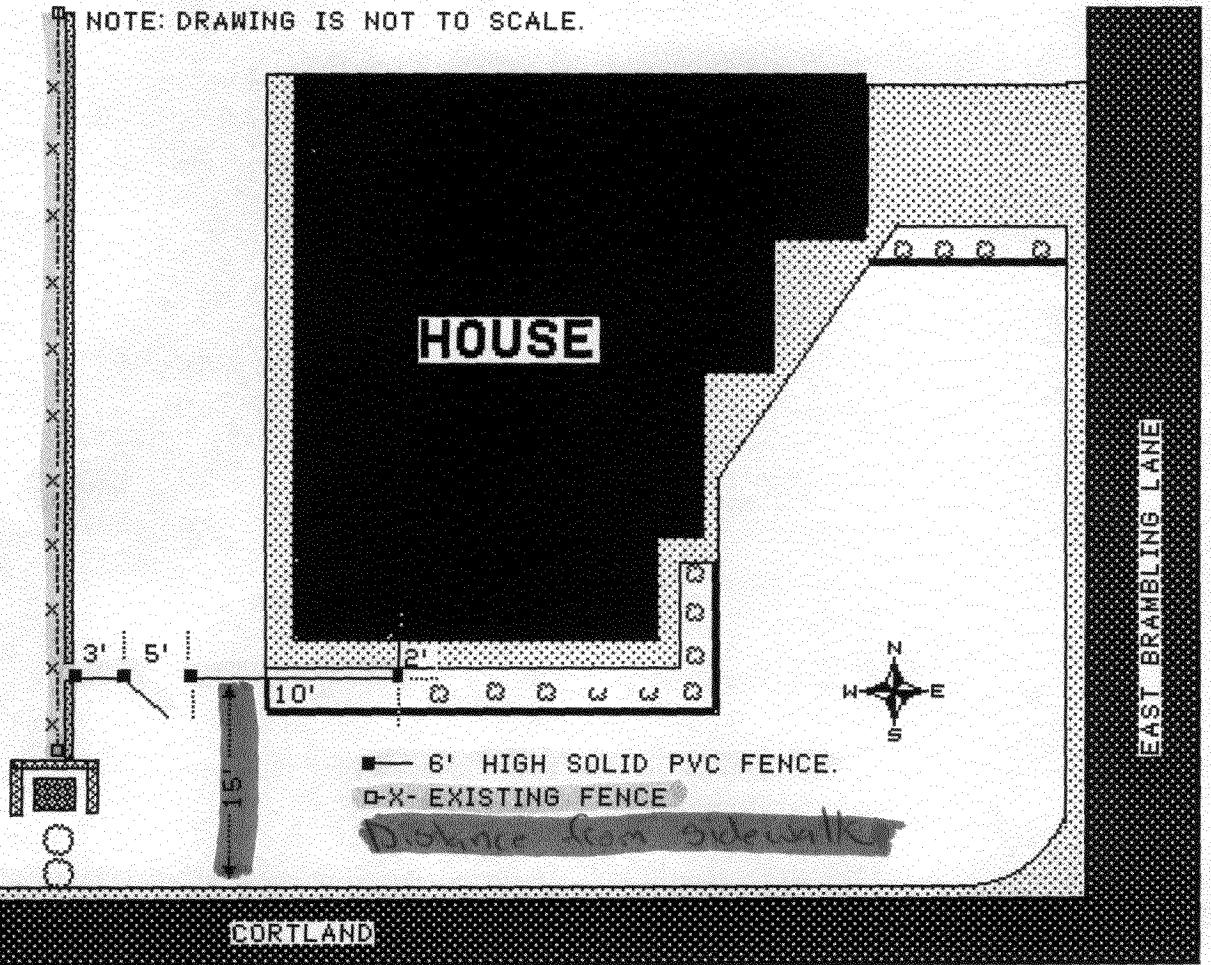 NOTE: DRAWING IS NOT TO SCALE.
HOUSE
EAST BRAMBLING LANE
3' 5' 2'
10'
N
W E
S
15'
6' HIGH SOLID PVC FENCE.
-X- EXISTING FENCE
Distance from sidewalk
CORTLAND